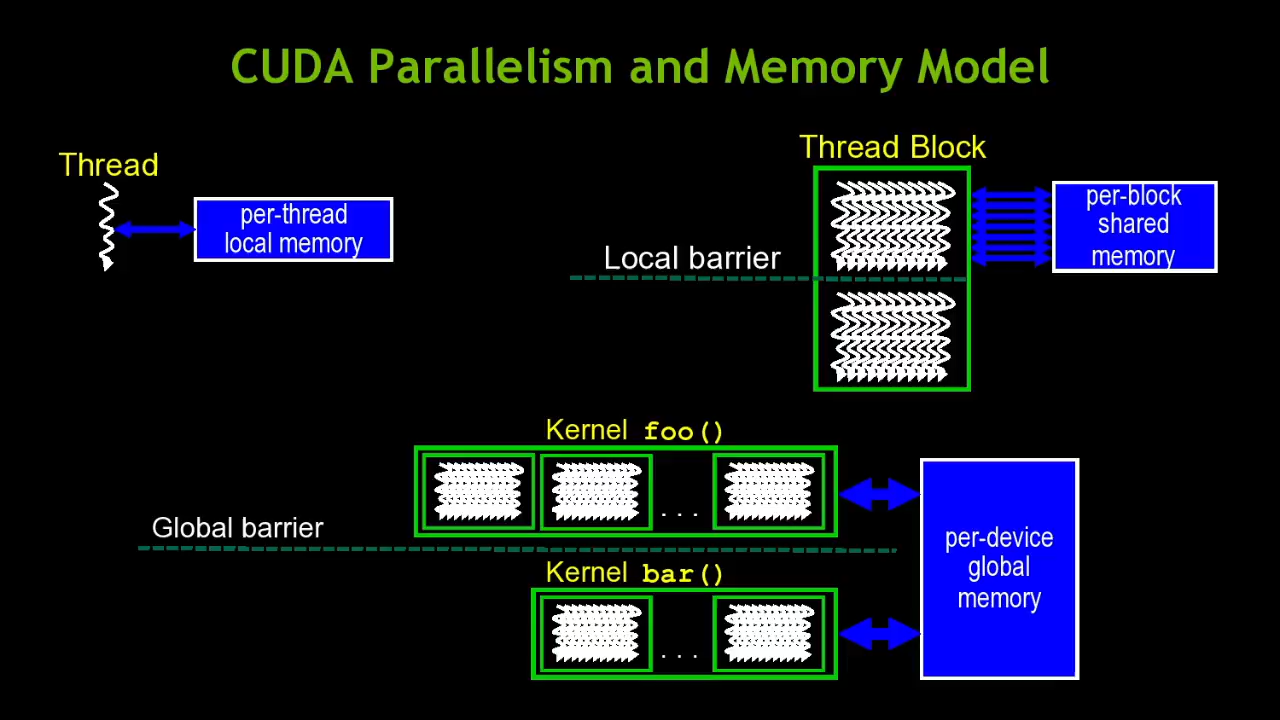 CUDA Parallelism and Memory Model
Thread
per-thread
local memory
Thread Block
per-block
shared
memory
Local barrier
Kernel foo()
. . .
Global barrier
Kernel bar()
. . .
per-device
global
memory